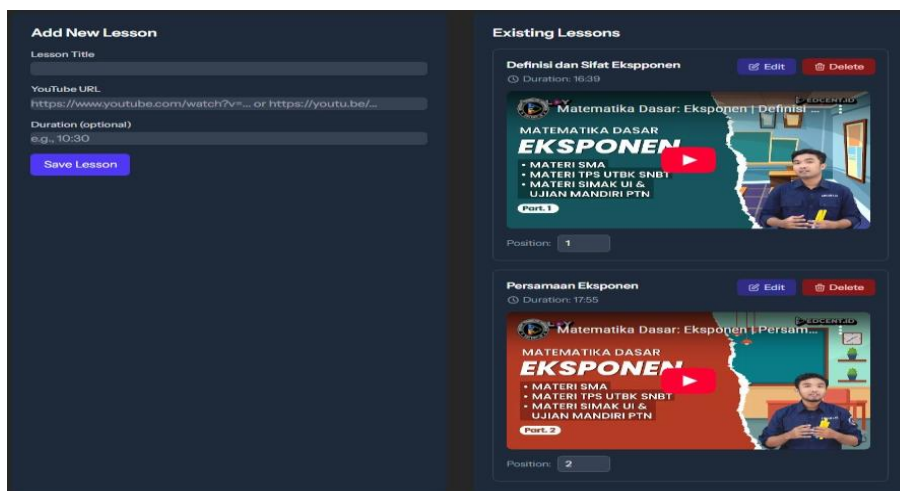 Add New Lesson
Lesson Title
YouTube URL
https://www.youtube.com/watch?v=... or https://youtu.be/...
Duration (optional)
e.g., 10:30
Save Lesson
Existing Lessons
Definisi dan Sifat Ekspponen
Edit
Delete
Duration: 16:39
Matematika Dasar: Eksponen | Definisi ...
EDCENT.ID
MATEMATIKA DASAR
EKSPONEN
• MATERI SMA
• MATERI TPS UTBK SNBT
• MATERI SIMAK UI &
UJIAN MANDIRI PTN
Part. 1
Position: 1
Persamaan Eksponen
Edit
Delete
Duration: 17:55
Matematika Dasar: Eksponen | Persam...
EDCENT.ID
MATEMATIKA DASAR
EKSPONEN
• MATERI SMA
• MATERI TPS UTBK SNBT
• MATERI SIMAK UI &
UJIAN MANDIRI PTN
Part. 2
Position: 2